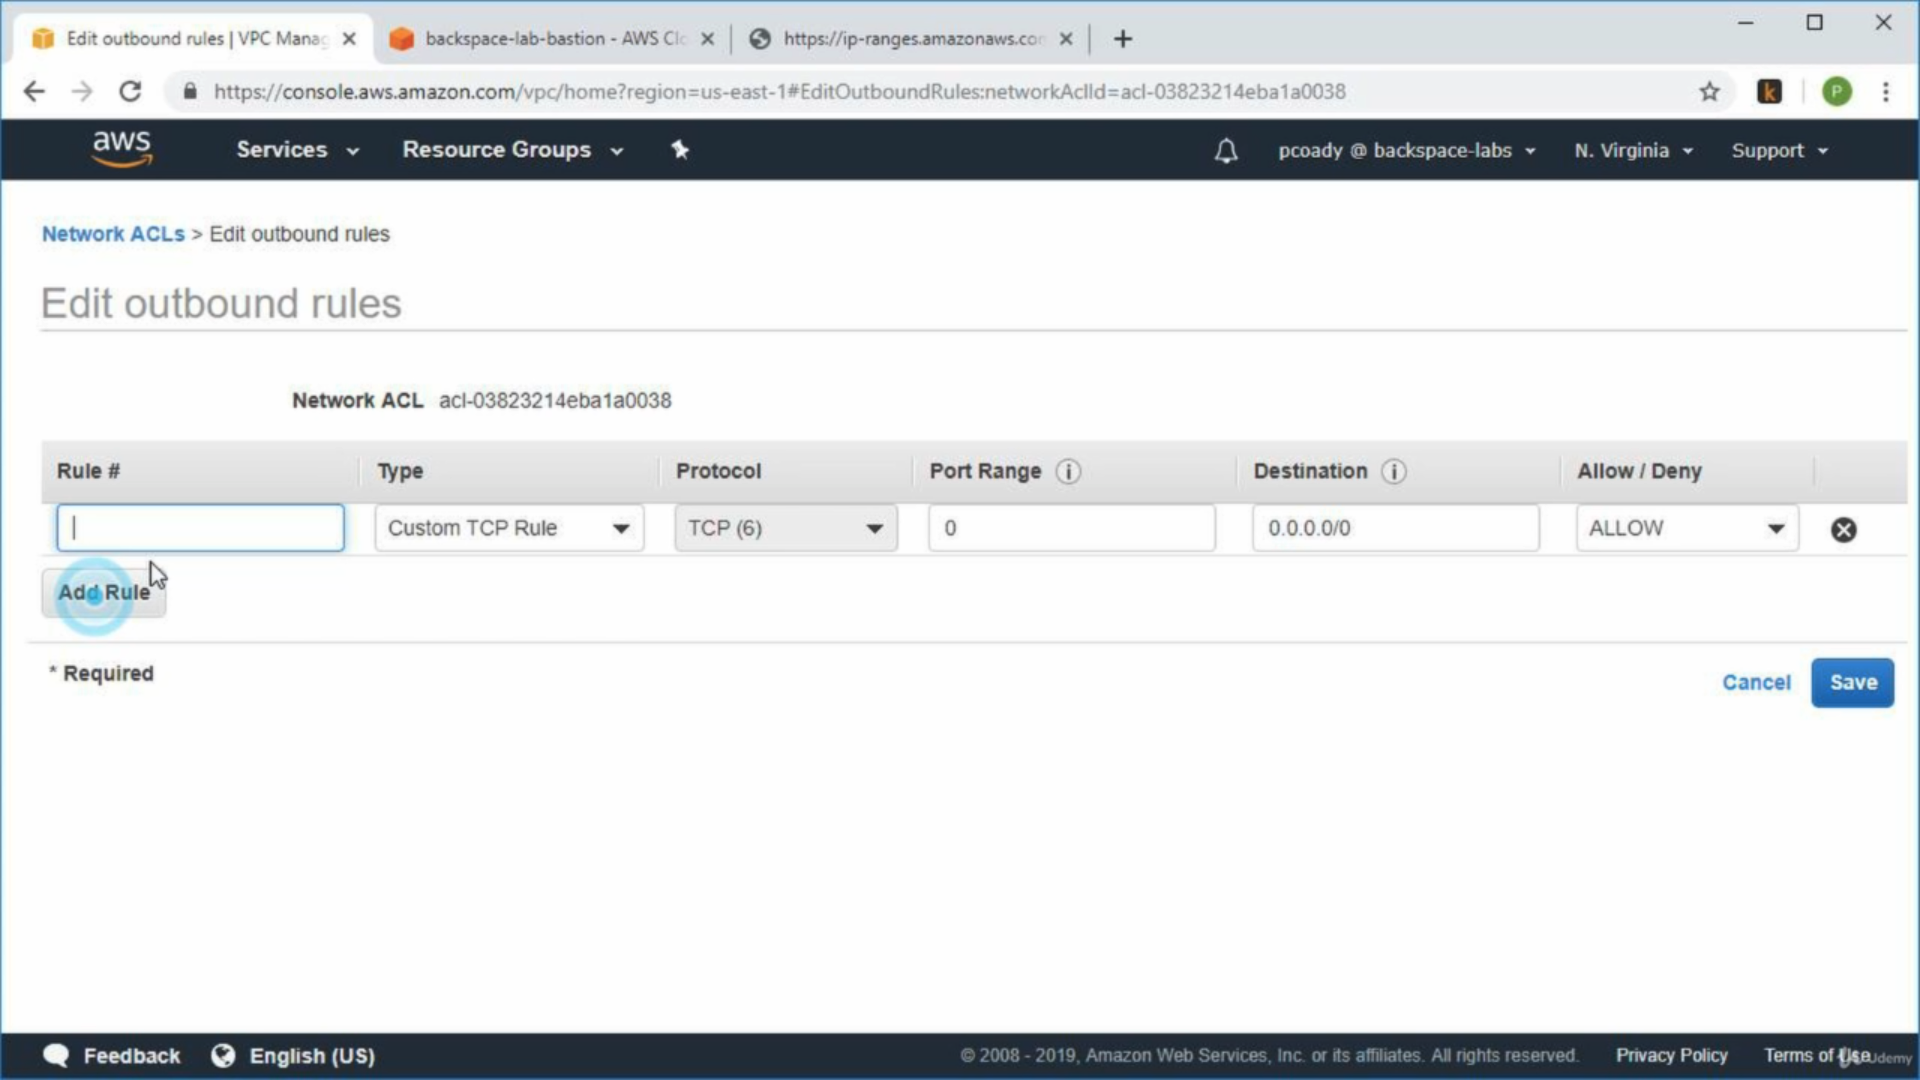 Edit outbound rules | VPC Manag
backspace-lab-bastion - AWS Clo
https://ip-ranges.amazonaws.com
https://console.aws.amazon.com/vpc/home?region=us-east-1#EditOutboundRules:networkAclId=acl-03823214eba1a0038
k
P
aws
Services
Resource Groups
pcoady @ backspace-labs
N. Virginia
Support
Network ACLs > Edit outbound rules
Edit outbound rules
Network ACL acl-03823214eba1a0038
Rule # Type Protocol Port Range i Destination i Allow / Deny
Custom TCP Rule TCP (6) 0 0.0.0.0/0 ALLOW
Add Rule
* Required
Cancel Save
Feedback English (US) © 2008 - 2019, Amazon Web Services, Inc. or its affiliates. All rights reserved. Privacy Policy Terms of Use
Udemy